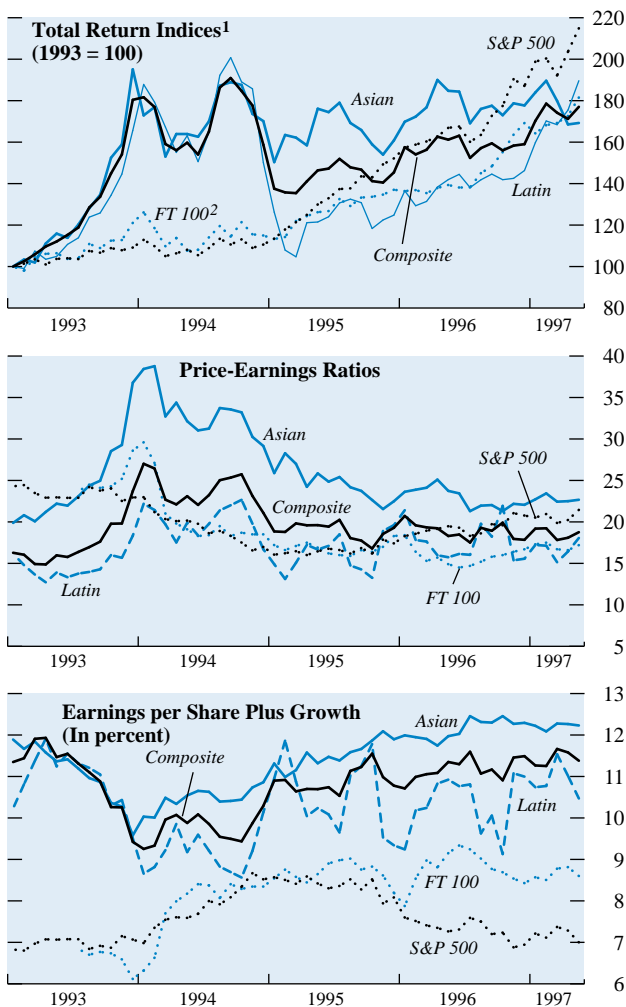 Total Return Indices¹
(1993 = 100)
S&P 500
Asian
FT 100²
Latin
Composite
220
200
180
160
140
120
100
80
1993 1994 1995 1996 1997
Price-Earnings Ratios
Asian
S&P 500
Composite
Latin
FT 100
40
35
30
25
20
15
10
5
1993 1994 1995 1996 1997
Earnings per Share Plus Growth
(In percent)
Asian
Composite
Latin
FT 100
S&P 500
13
12
11
10
9
8
7
6
1993 1994 1995 1996 1997